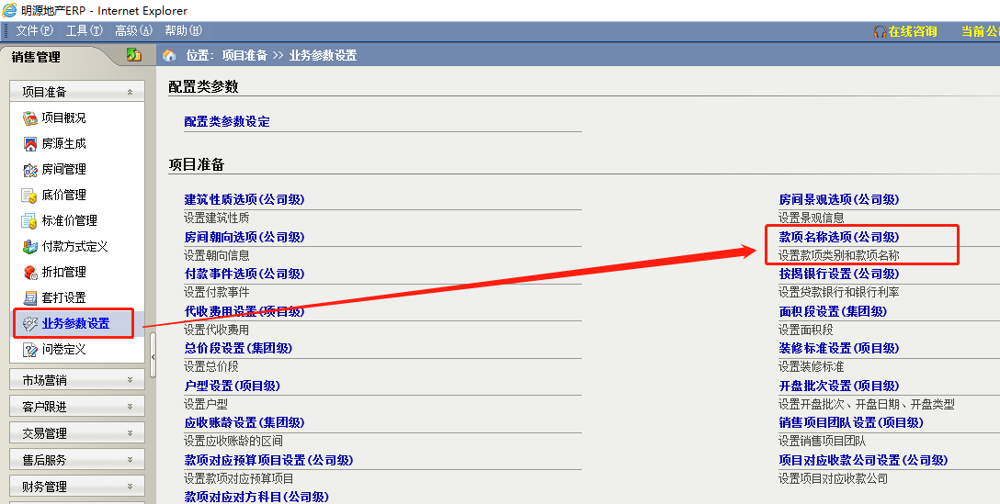 明源地产ERP - Internet Explorer
文件(F) 工具(T) 高级(A) 帮助(H) 在线咨询 当前公
销售管理
位置: 项目准备 >> 业务参数设置
项目准备
项目概况
房源生成
房间管理
底价管理
标准价管理
付款方式定义
折扣管理
套打设置
业务参数设置
问卷定义
市场营销
客户跟进
交易管理
售后服务
财务管理
配置类参数
配置类参数设定
项目准备
建筑性质选项(公司级)
设置建筑性质
房间朝向选项(公司级)
设置朝向信息
付款事件选项(公司级)
设置付款事件
代收费用设置(项目级)
设置代收费用
总价段设置(集团级)
设置总价段
户型设置(项目级)
设置户型
应收账龄设置(集团级)
设置应收账龄的区间
款项对应预算项目设置(公司级)
设置款项对应预算项目
款项对应对方科目(公司级)
房间景观选项(公司级)
设置景观信息
款项名称选项(公司级)
设置款项类别和款项名称
按揭银行设置(公司级)
设置贷款银行和银行利率
面积段设置(集团级)
设置面积段
装修标准设置(项目级)
设置装修标准
开盘批次设置(项目级)
设置开盘批次、开盘日期、开盘类型
销售项目团队设置(项目级)
设置销售项目团队
项目对应收款公司设置(公司级)
设置项目对应收款公司